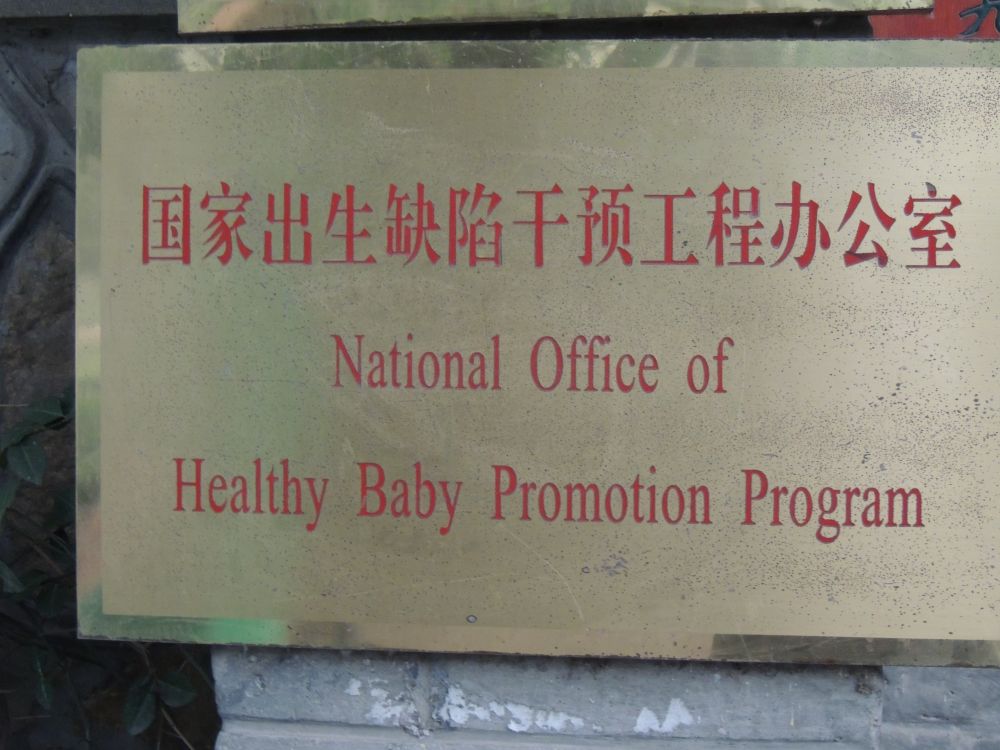 国家出生缺陷干预工程办公室
National Office of
Healthy Baby Promotion Program